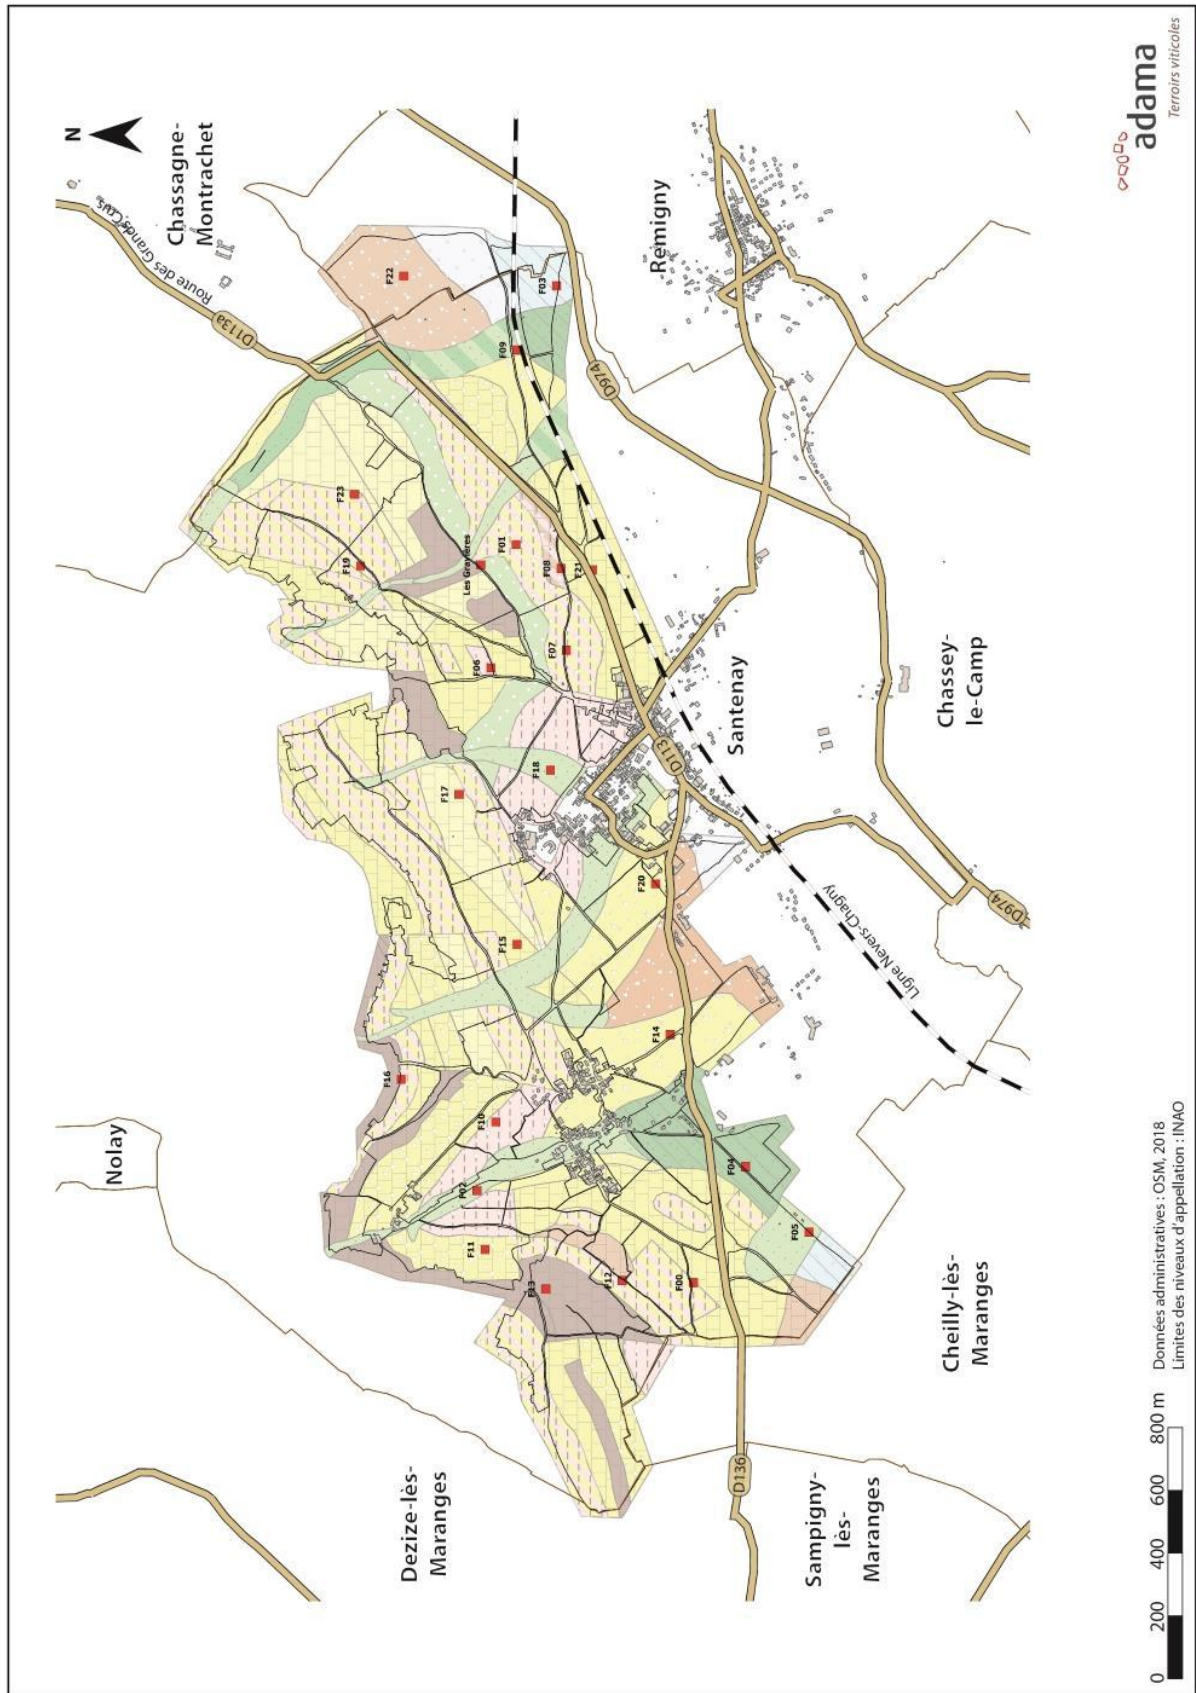 N
Chassagne-
Montrachet
Route des Grands Crus
D113a
adama
Terroirs viticoles
Nolay
F22
F23
F19
F03
F09
Les Gravières
F01
F08
F21
F06
F07
F17
F18
F15
F20
F16
F14
F10
F02
F11
F13
F12
F00
F04
F05
D974
Remigny
D113
Santenay
Chassey-
le-Camp
Ligne Nevers-Chagny
D974
Dezize-lès-
Maranges
D136
Sampigny-
lès-
Maranges
Cheilly-lès-
Maranges
0 200 400 600 800 m
Données administratives : OSM, 2018
Limites des niveaux d'appellation : INAO